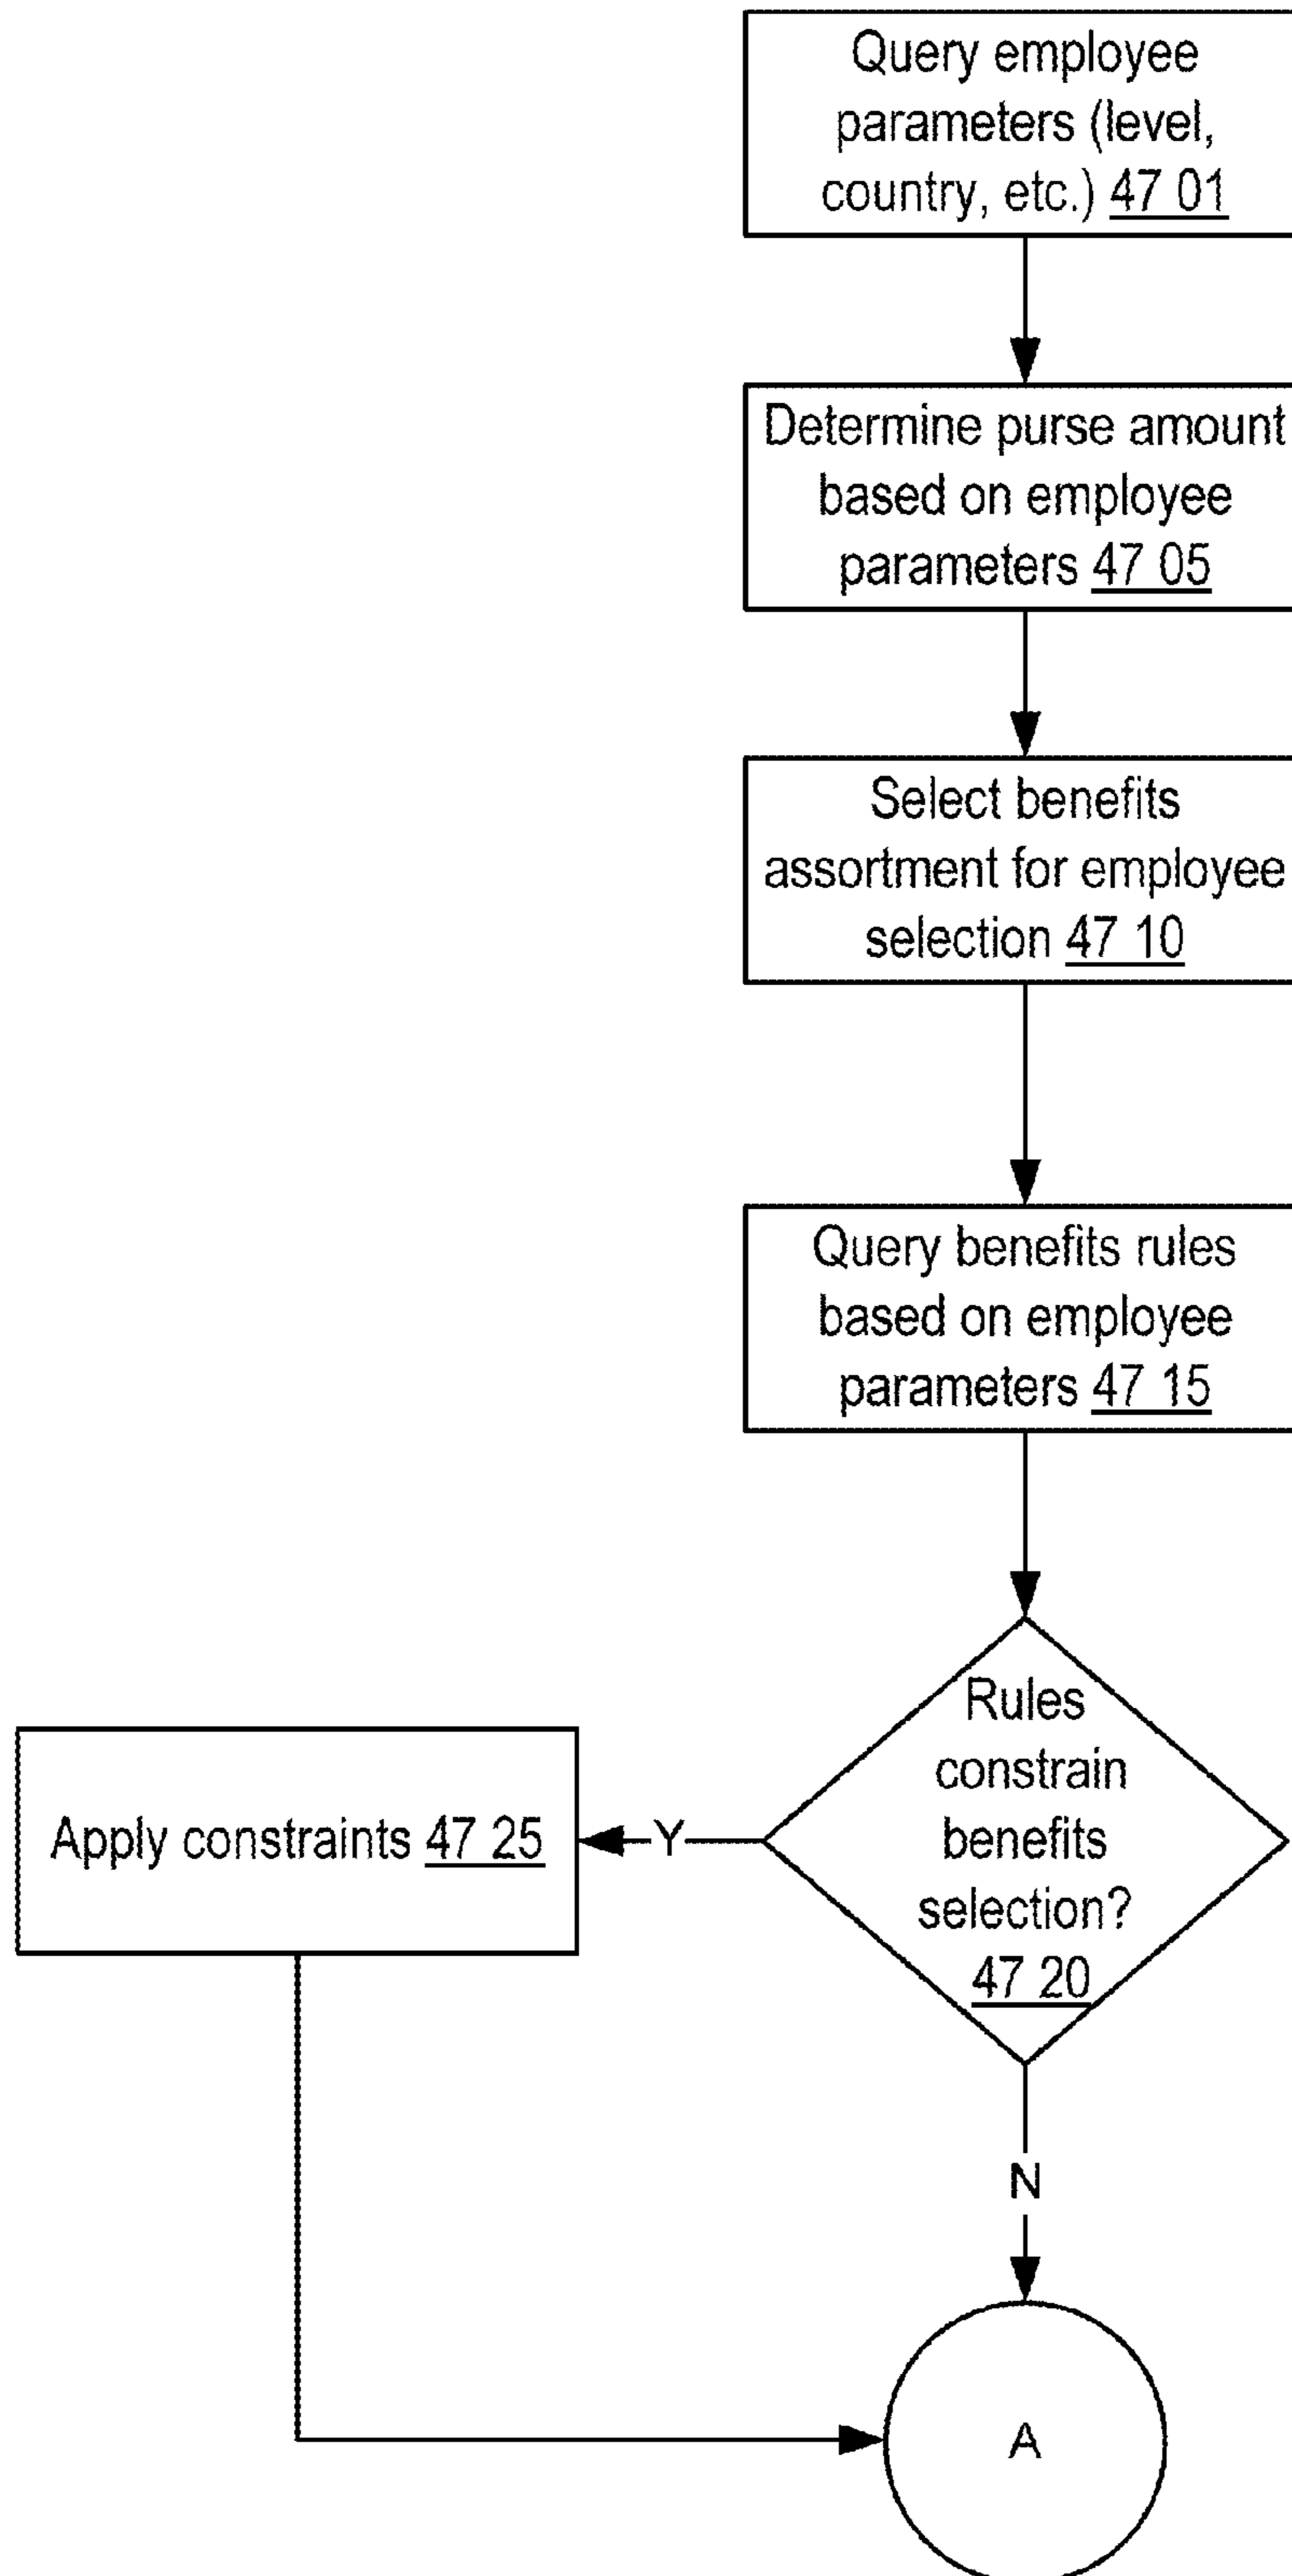 Query employee
parameters (level,
country, etc.) 47 01
Determine purse amount
based on employee
parameters 47 05
Select benefits
assortment for employee
selection 47 10
Query benefits rules
based on employee
parameters 47 15
Rules
constrain
benefits
selection?
47 20
Apply constraints 47 25
Y
N
A